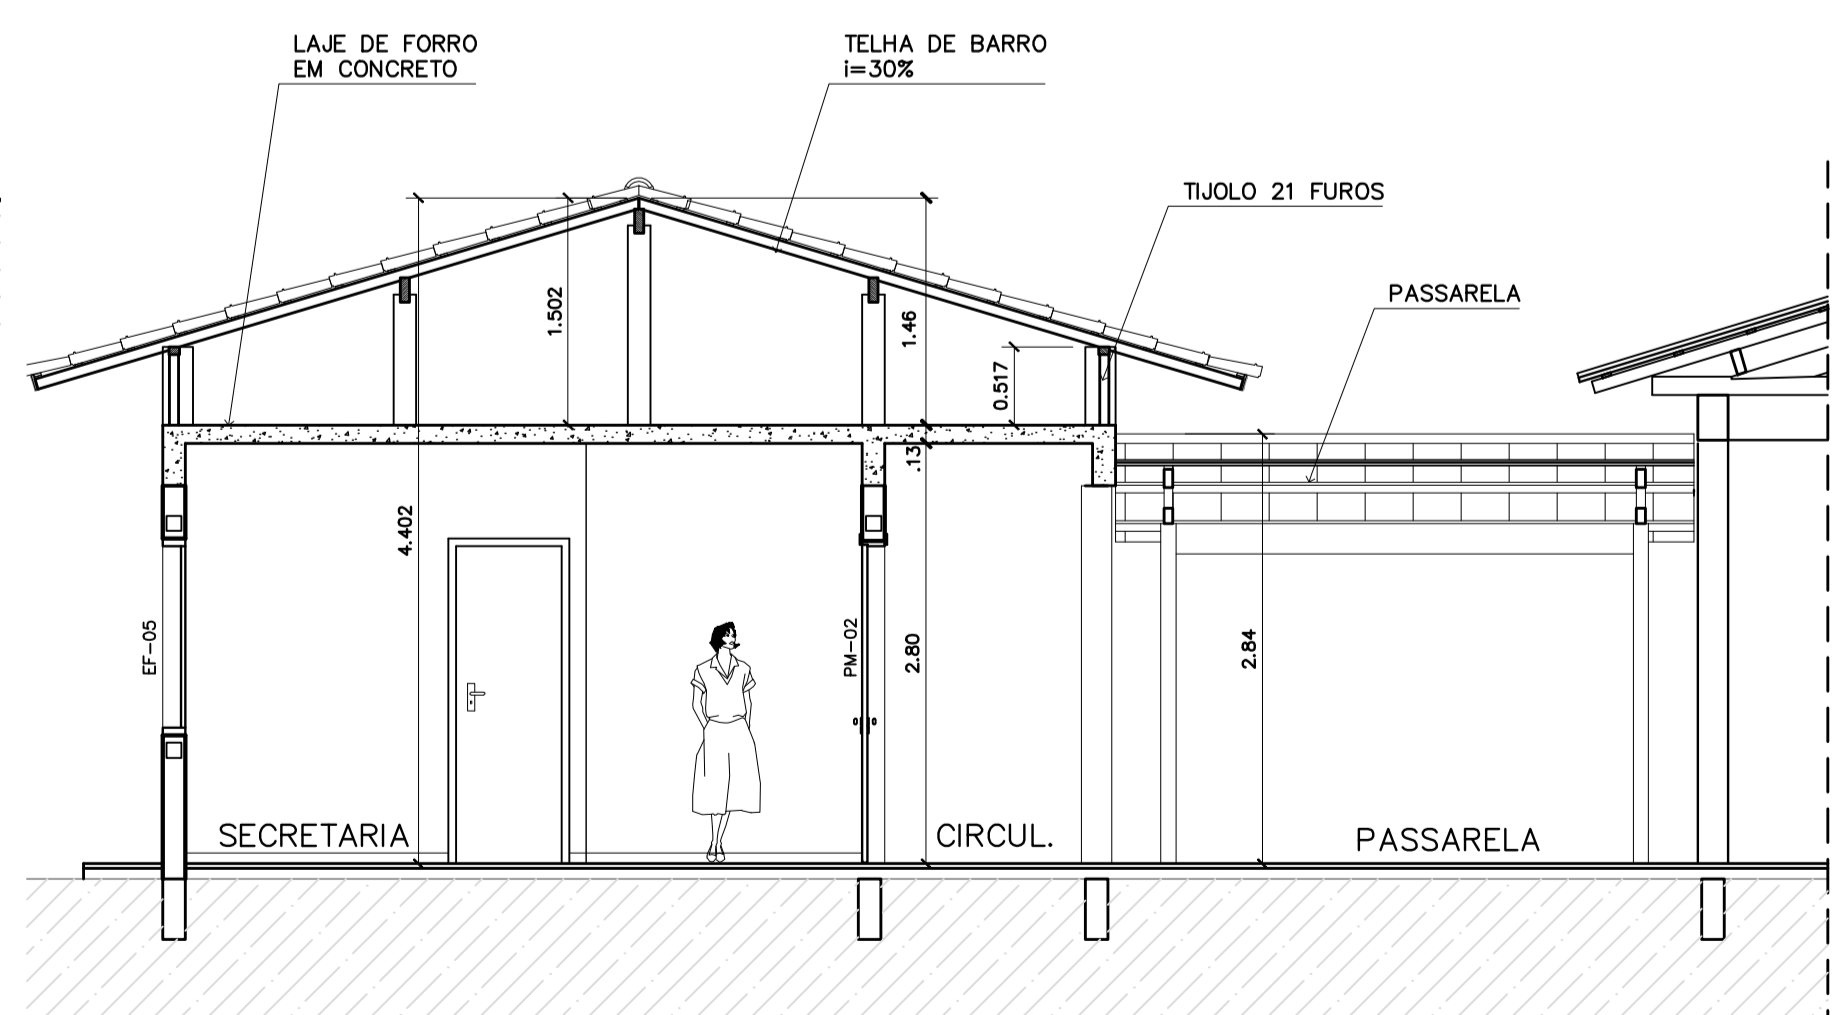 LAJE DE FORRO
EM CONCRETO
TELHA DE BARRO
i=30%
TIJOLO 21 FUROS
PASSARELA
1.502
1.46
0.517
.13
4.402
EF-05
PM-02
2.80
2.84
SECRETARIA
CIRCUL.
PASSARELA